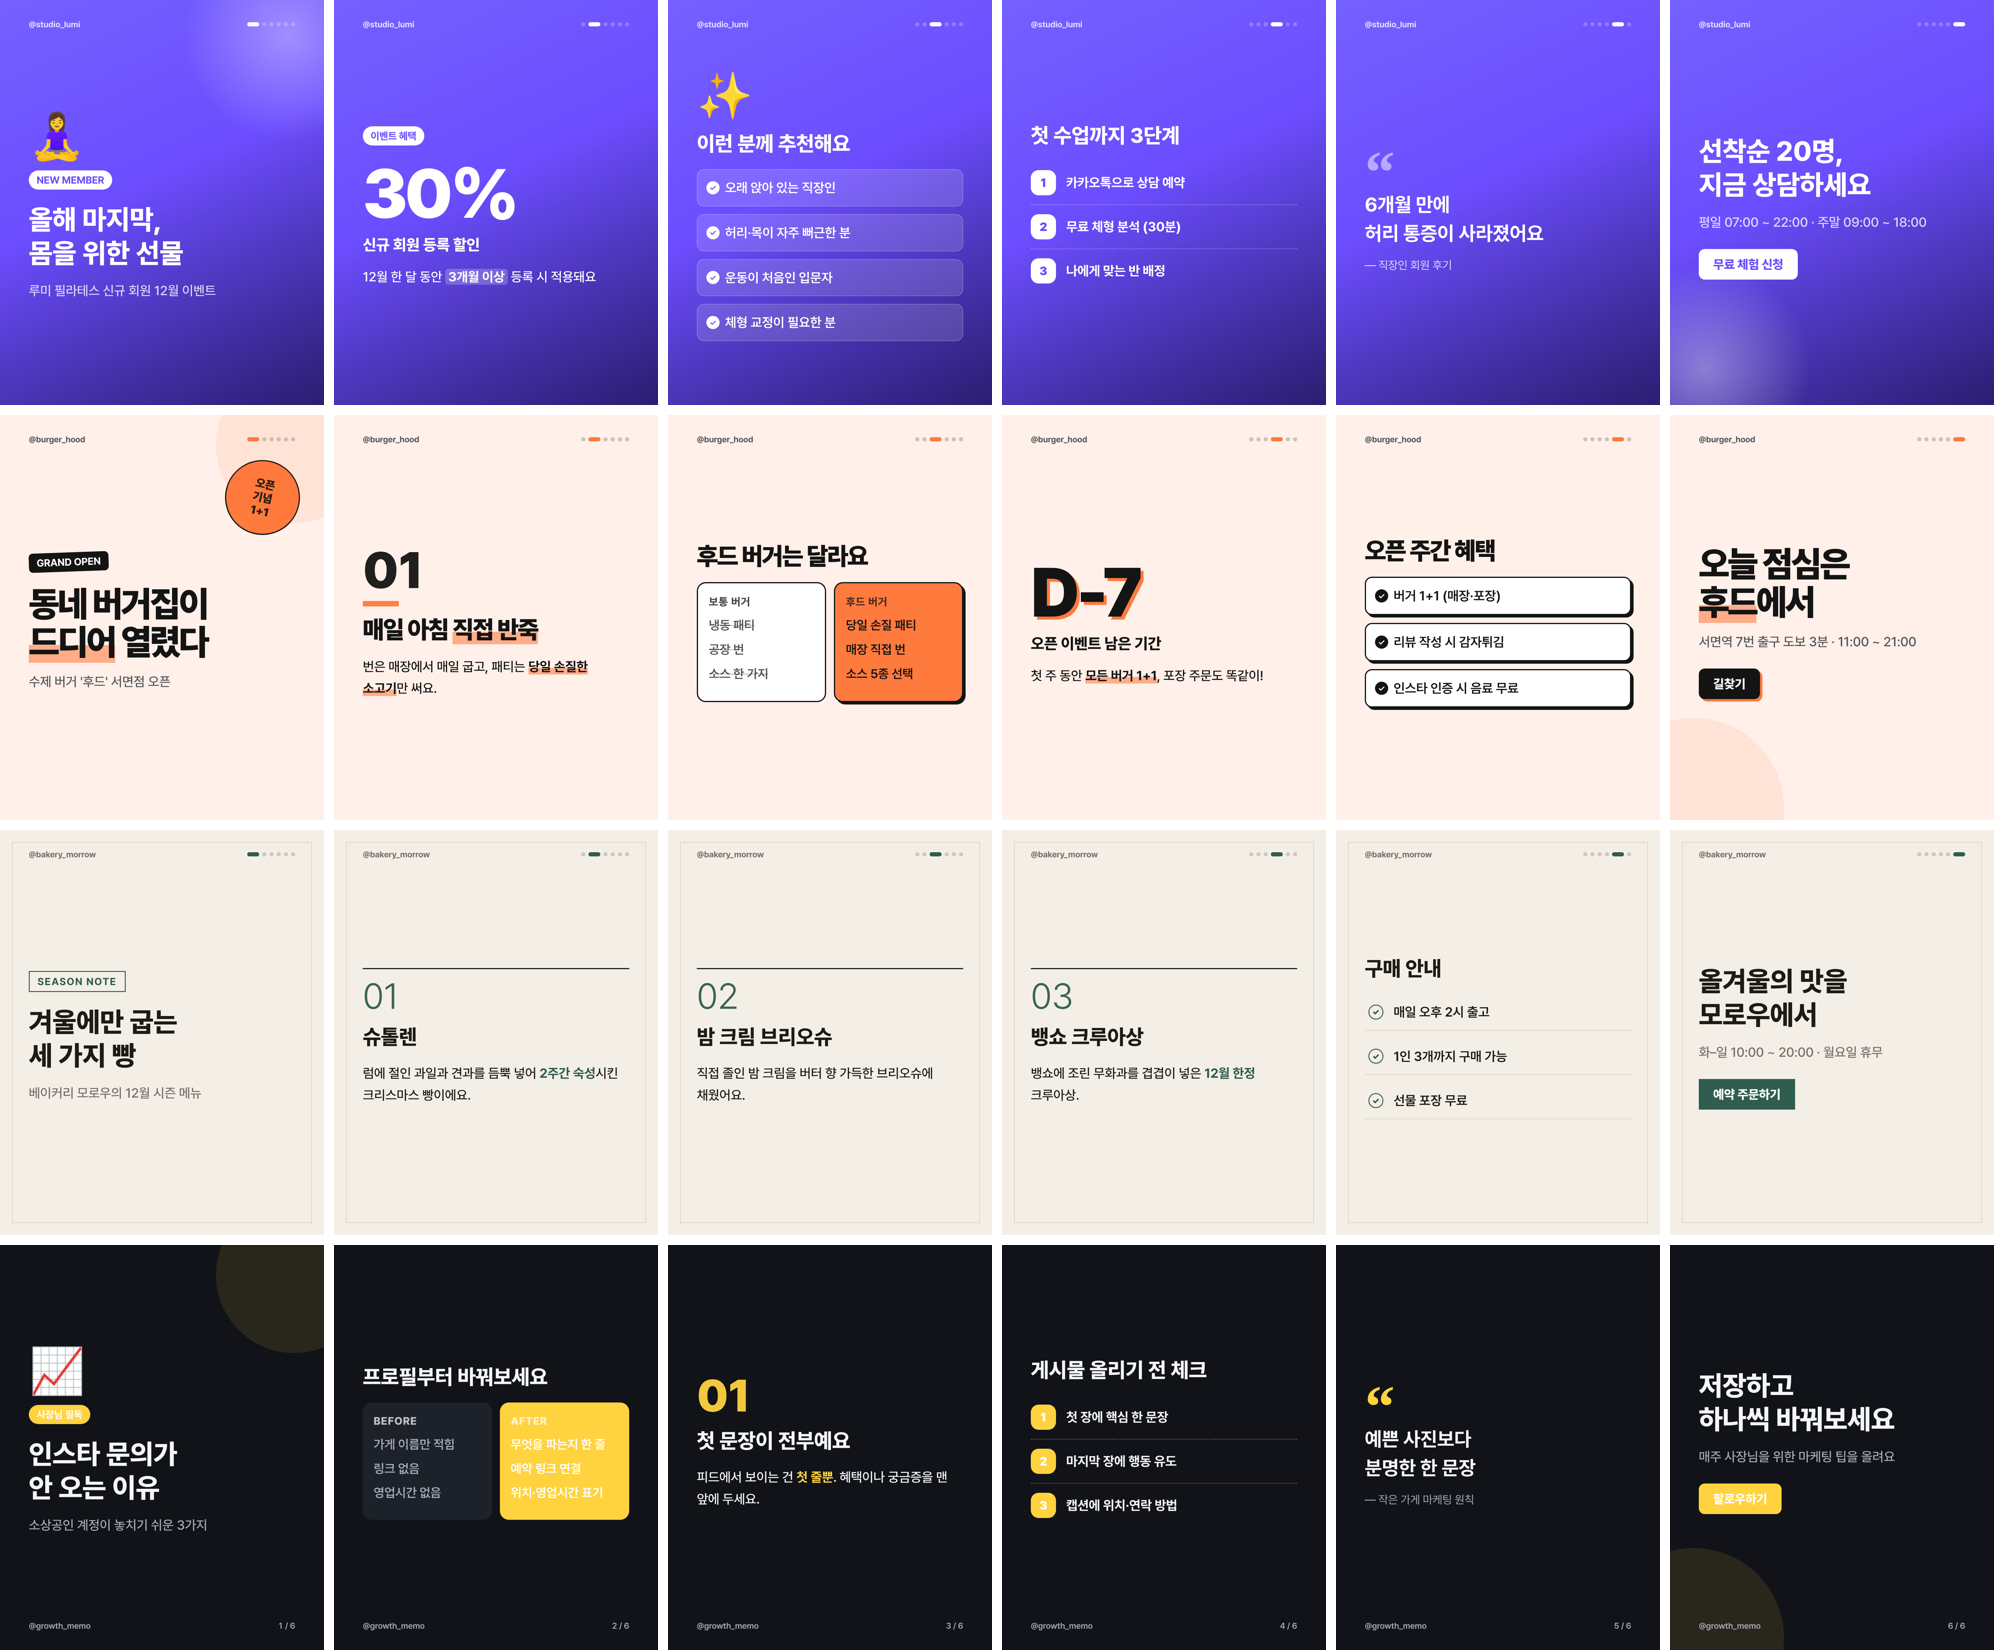 @studio_lumi
NEW MEMBER
올해 마지막,
몸을 위한 선물
루미 필라테스 신규 회원 12월 이벤트
@studio_lumi
이벤트 혜택
30%
신규 회원 등록 할인
12월 한 달 동안 3개월 이상 등록 시 적용돼요
@studio_lumi
이런 분께 추천해요
오래 앉아 있는 직장인
허리·목이 자주 뻐근한 분
운동이 처음인 입문자
체형 교정이 필요한 분
@studio_lumi
첫 수업까지 3단계
1 카카오톡으로 상담 예약
2 무료 체형 분석 (30분)
3 나에게 맞는 반 배정
@studio_lumi
“
6개월 만에
허리 통증이 사라졌어요
— 직장인 회원 후기
@studio_lumi
선착순 20명,
지금 상담하세요
평일 07:00 ~ 22:00 · 주말 09:00 ~ 18:00
무료 체험 신청
@burger_hood
오픈
기념
1+1
GRAND OPEN
동네 버거집이
드디어 열렸다
수제 버거 '후드' 서면점 오픈
@burger_hood
01
매일 아침 직접 반죽
번은 매장에서 매일 굽고, 패티는 당일 손질한
소고기만 써요.
@burger_hood
후드 버거는 달라요
보통 버거
냉동 패티
공장 번
소스 한 가지
후드 버거
당일 손질 패티
매장 직접 번
소스 5종 선택
@burger_hood
D-7
오픈 이벤트 남은 기간
첫 주 동안 모든 버거 1+1, 포장 주문도 똑같이!
@burger_hood
오픈 주간 혜택
버거 1+1 (매장·포장)
리뷰 작성 시 감자튀김
인스타 인증 시 음료 무료
@burger_hood
오늘 점심은
후드에서
서면역 7번 출구 도보 3분 · 11:00 ~ 21:00
길찾기
@bakery_morrow
SEASON NOTE
겨울에만 굽는
세 가지 빵
베이커리 모로우의 12월 시즌 메뉴
@bakery_morrow
01
슈톨렌
럼에 절인 과일과 견과를 듬뿍 넣어 2주간 숙성시킨
크리스마스 빵이에요.
@bakery_morrow
02
밤 크림 브리오슈
직접 졸인 밤 크림을 버터 향 가득한 브리오슈에
채웠어요.
@bakery_morrow
03
뱅쇼 크루아상
뱅쇼에 조린 무화과를 겹겹이 넣은 12월 한정
크루아상.
@bakery_morrow
구매 안내
매일 오후 2시 출고
1인 3개까지 구매 가능
선물 포장 무료
@bakery_morrow
올겨울의 맛을
모로우에서
화–일 10:00 ~ 20:00 · 월요일 휴무
예약 주문하기
사장님 필독
인스타 문의가
안 오는 이유
소상공인 계정이 놓치기 쉬운 3가지
@growth_memo
1 / 6
프로필부터 바꿔보세요
BEFORE
가게 이름만 적힘
링크 없음
영업시간 없음
AFTER
무엇을 파는지 한 줄
예약 링크 연결
위치·영업시간 표기
@growth_memo
2 / 6
01
첫 문장이 전부예요
피드에서 보이는 건 첫 줄뿐. 혜택이나 궁금증을 맨
앞에 두세요.
@growth_memo
3 / 6
게시물 올리기 전 체크
1 첫 장에 핵심 한 문장
2 마지막 장에 행동 유도
3 캡션에 위치·연락 방법
@growth_memo
4 / 6
“
예쁜 사진보다
분명한 한 문장
— 작은 가게 마케팅 원칙
@growth_memo
5 / 6
저장하고
하나씩 바꿔보세요
매주 사장님을 위한 마케팅 팁을 올려요
팔로우하기
@growth_memo
6 / 6